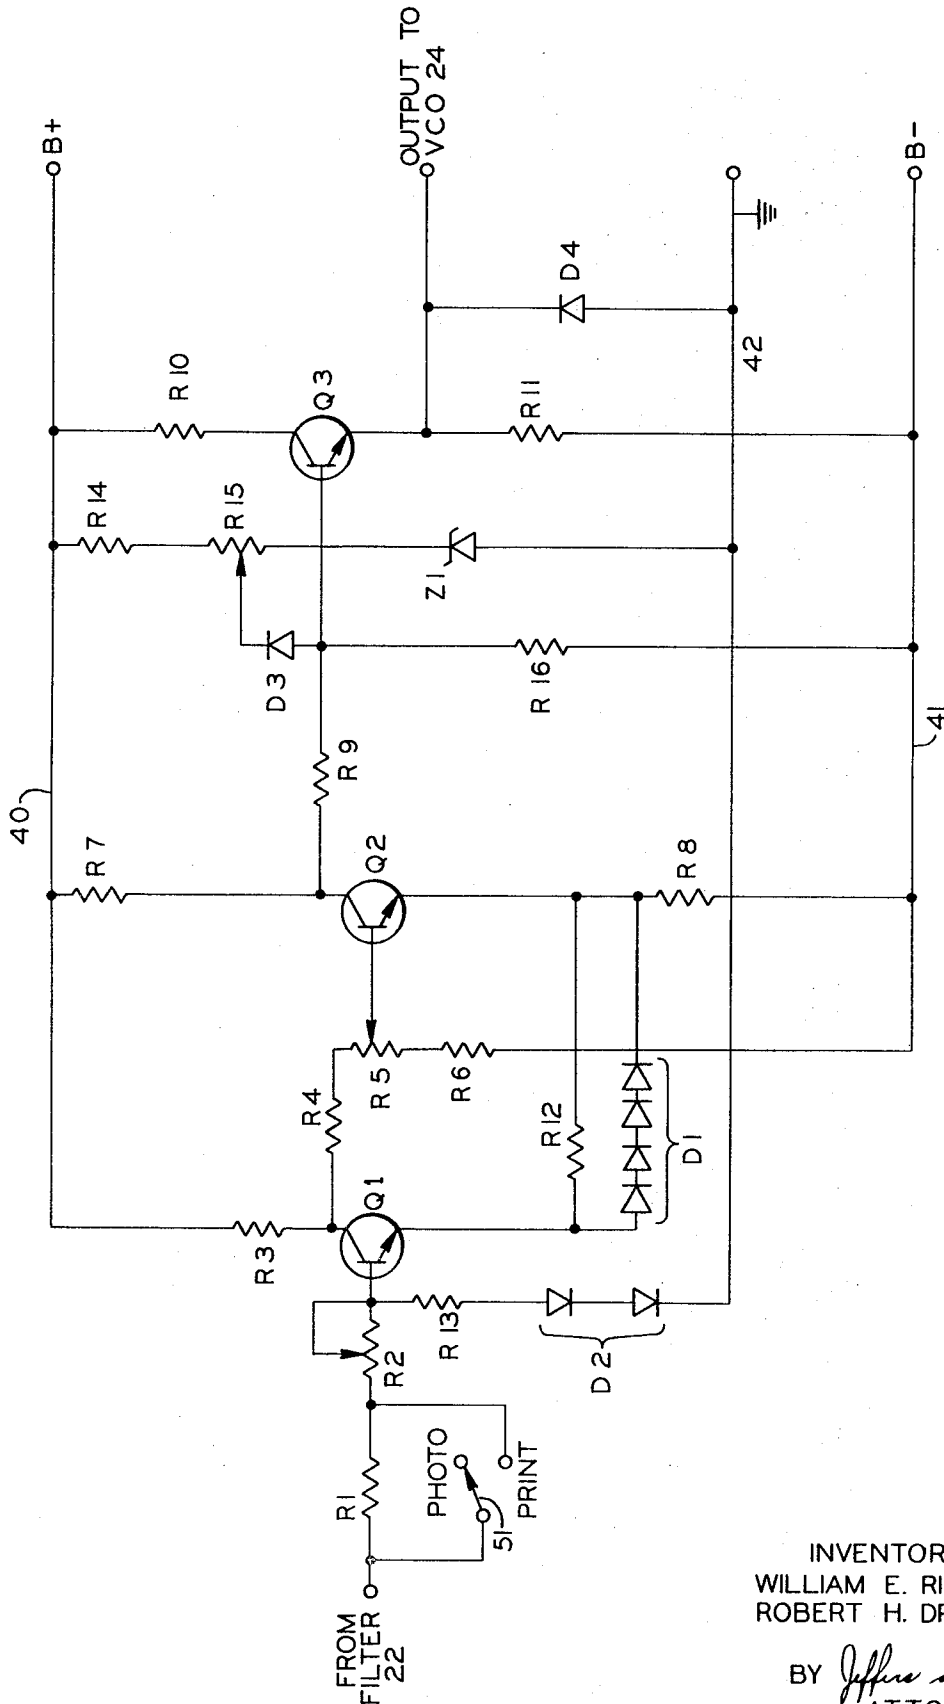 40
B+
R7
R14
R10
R3
R4
Q1
R5
R6
Q2
R9
D3
R15
Q3
OUTPUT TO
VCO 24
R1
R2
R13
D2
R12
D1
R8
R16
Z1
R11
D4
42
41
B-
FROM
FILTER
22
PHOTO
PRINT
51
INVENTOR
WILLIAM E. RI
ROBERT H. DR
BY Jeffers